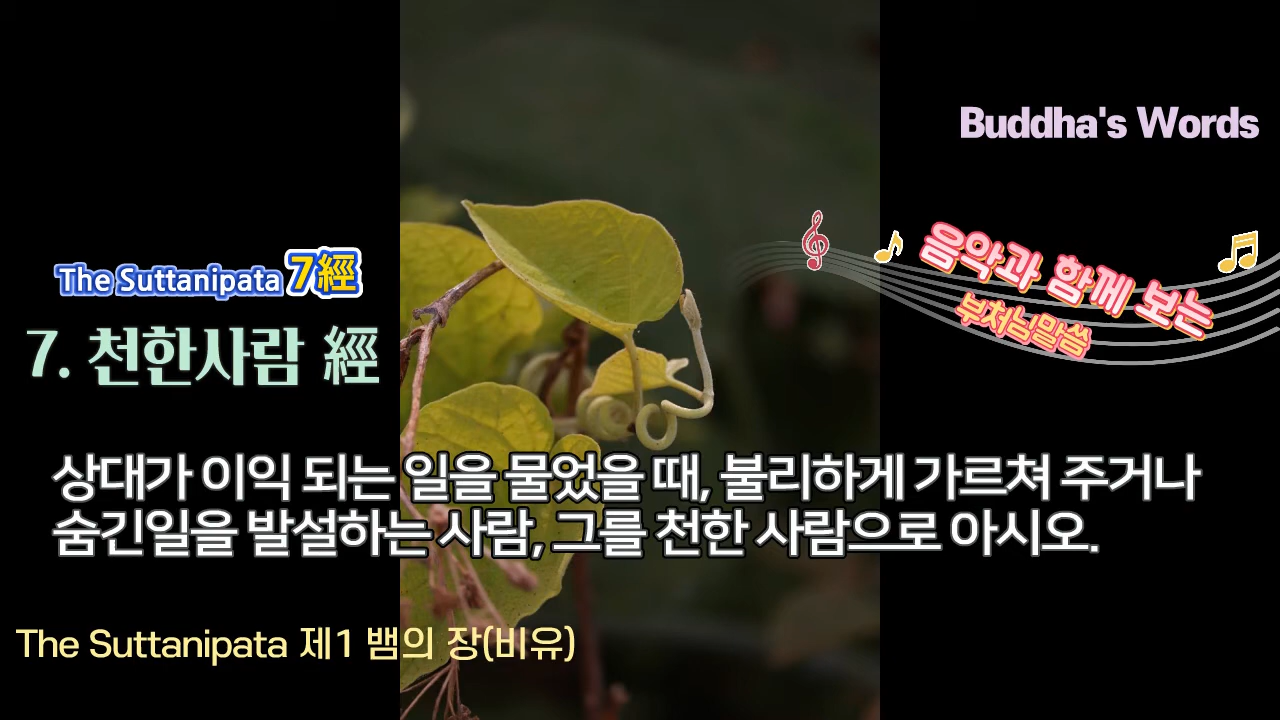 Buddha's Words
음악과 함께 보는
부처님말씀
The Suttanipata 7經
7. 천한사람 經
상대가 이익 되는 일을 물었을 때, 불리하게 가르쳐 주거나
숨긴일을 발설하는 사람, 그를 천한 사람으로 아시오.
The Suttanipata 제1 뱀의 장(비유)